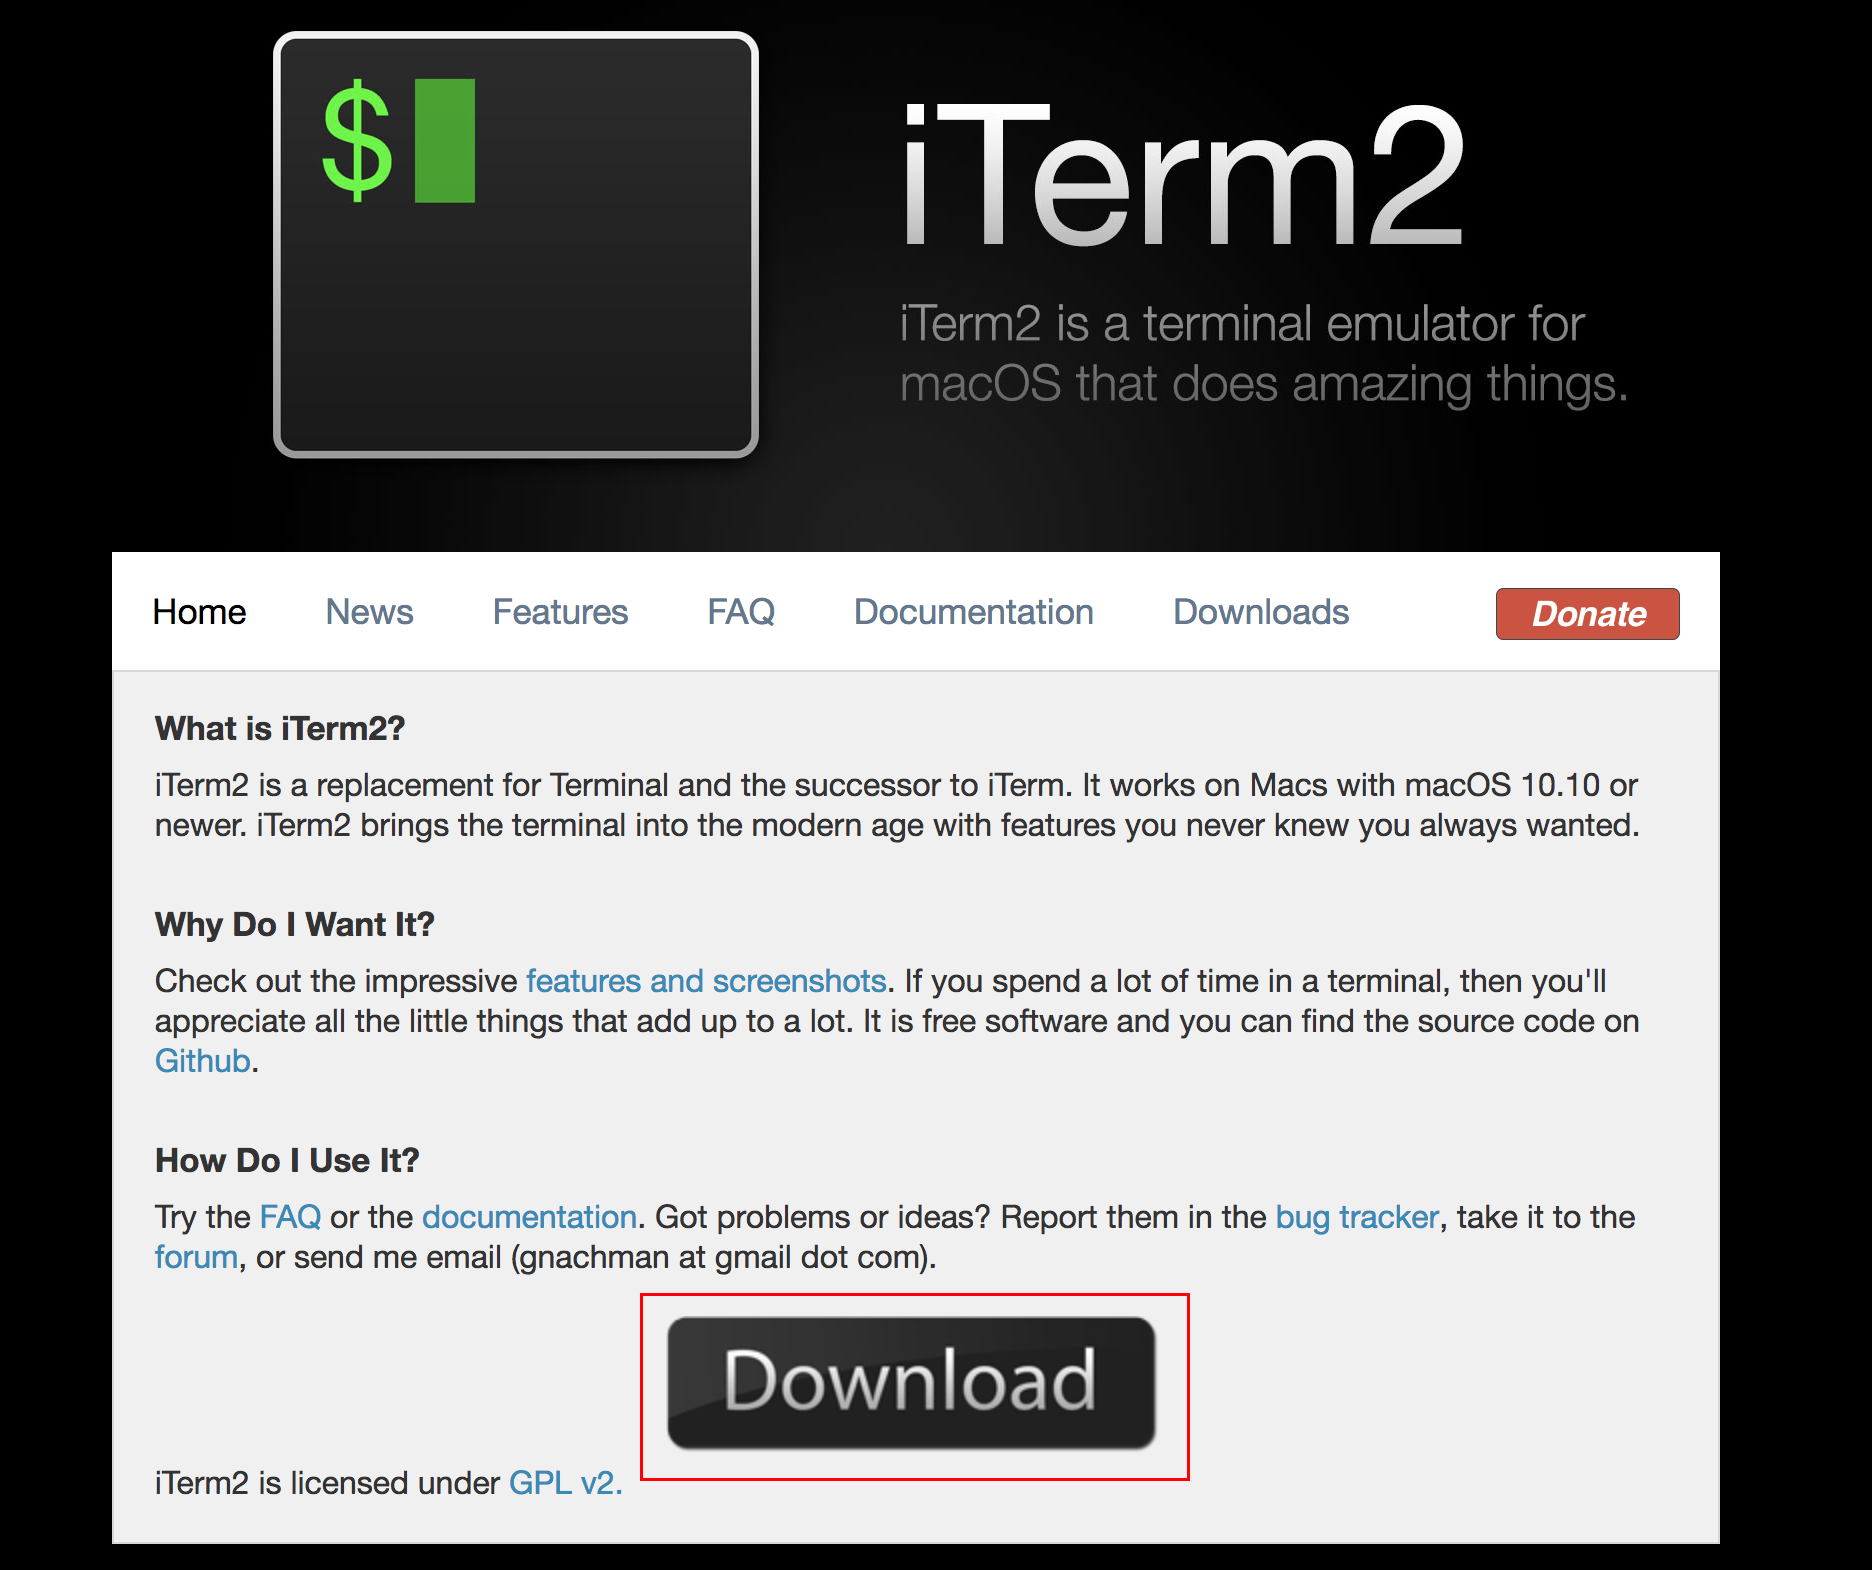 $
iTerm2
iTerm2 is a terminal emulator for
macOS that does amazing things.
Home News Features FAQ Documentation Downloads Donate
What is iTerm2?
iTerm2 is a replacement for Terminal and the successor to iTerm. It works on Macs with macOS 10.10 or
newer. iTerm2 brings the terminal into the modern age with features you never knew you always wanted.
Why Do I Want It?
Check out the impressive features and screenshots. If you spend a lot of time in a terminal, then you'll
appreciate all the little things that add up to a lot. It is free software and you can find the source code on
Github.
How Do I Use It?
Try the FAQ or the documentation. Got problems or ideas? Report them in the bug tracker, take it to the
forum, or send me email (gnachman at gmail dot com).
Download
iTerm2 is licensed under GPL v2.